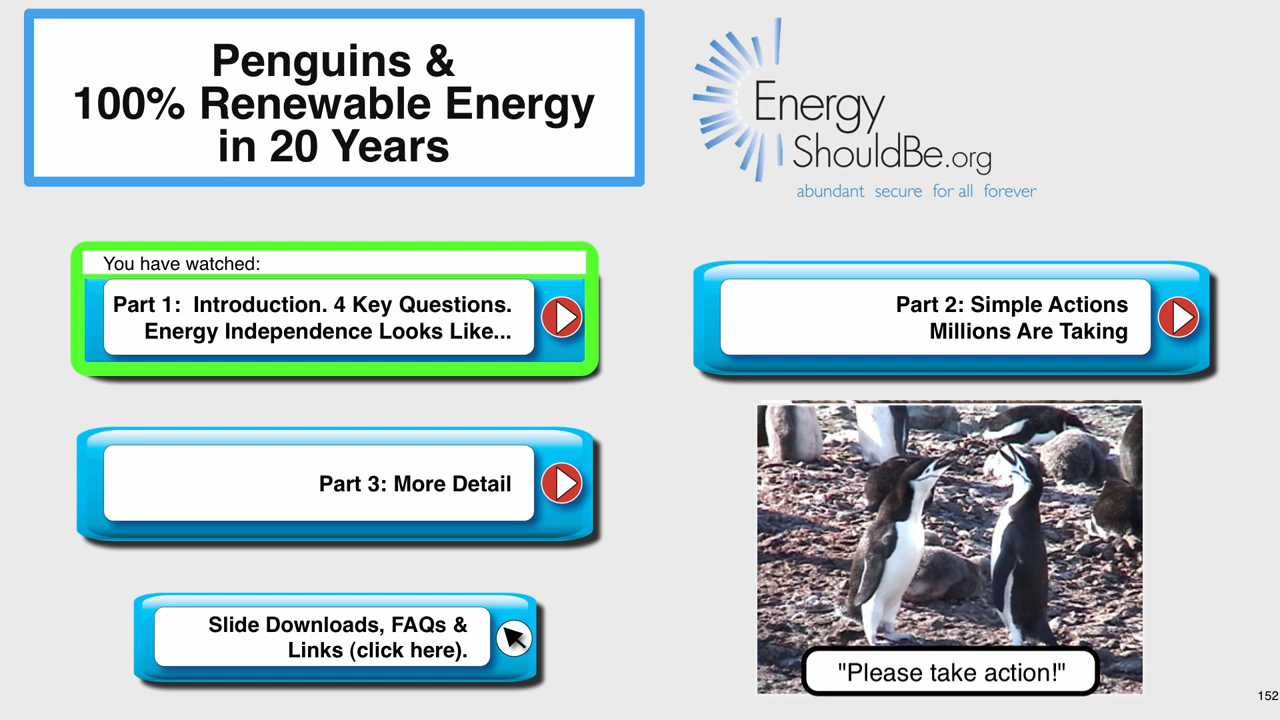 Penguins &
100% Renewable Energy
in 20 Years
Energy
ShouldBe.org
abundant secure for all forever
You have watched:
Part 1: Introduction. 4 Key Questions.
Energy Independence Looks Like...
Part 2: Simple Actions
Millions Are Taking
Part 3: More Detail
Slide Downloads, FAQs &
Links (click here).
"Please take action!"
152